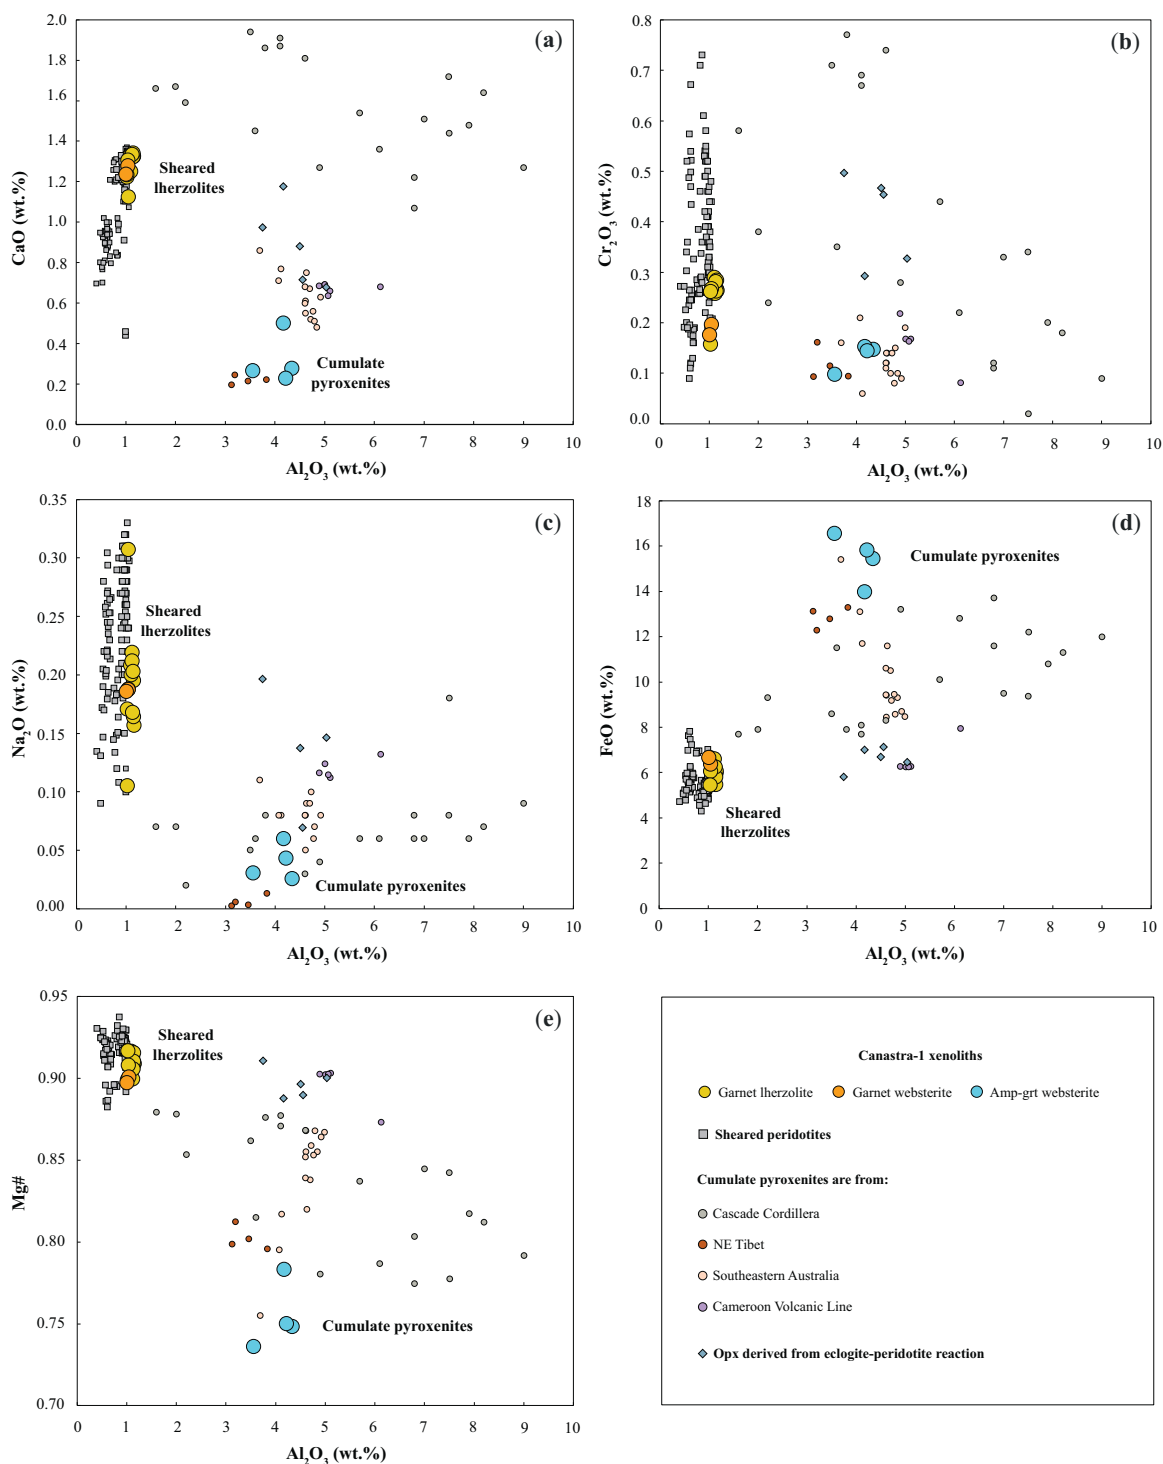 (a)
2.0
1.8
1.6
1.4
1.2
1.0
0.8
0.6
0.4
0.2
0.0
CaO (wt.%)
Sheared
lherzolites
Cumulate
pyroxenites
0 1 2 3 4 5 6 7 8 9 10
Al₂O₃ (wt.%)
(b)
0.8
0.7
0.6
0.5
0.4
0.3
0.2
0.1
0.0
Cr₂O₃ (wt.%)
0 1 2 3 4 5 6 7 8 9 10
Al₂O₃ (wt.%)
(c)
0.35
0.30
0.25
0.20
0.15
0.10
0.05
0.00
Na₂O (wt.%)
Sheared
lherzolites
Cumulate pyroxenites
0 1 2 3 4 5 6 7 8 9 10
Al₂O₃ (wt.%)
(d)
18
16
14
12
10
8
6
4
2
0
FeO (wt.%)
Cumulate pyroxenites
Sheared
lherzolites
0 1 2 3 4 5 6 7 8 9 10
Al₂O₃ (wt.%)
(e)
0.95
0.90
0.85
0.80
0.75
0.70
Mg#
Sheared
lherzolites
Cumulate pyroxenites
0 1 2 3 4 5 6 7 8 9 10
Al₂O₃ (wt.%)
Canastra-1 xenoliths
Garnet lherzolite Garnet websterite Amp-grt websterite
Sheared peridotites
Cumulate pyroxenites are from:
Cascade Cordillera
NE Tibet
Southeastern Australia
Cameroon Volcanic Line
Opx derived from eclogite-peridotite reaction